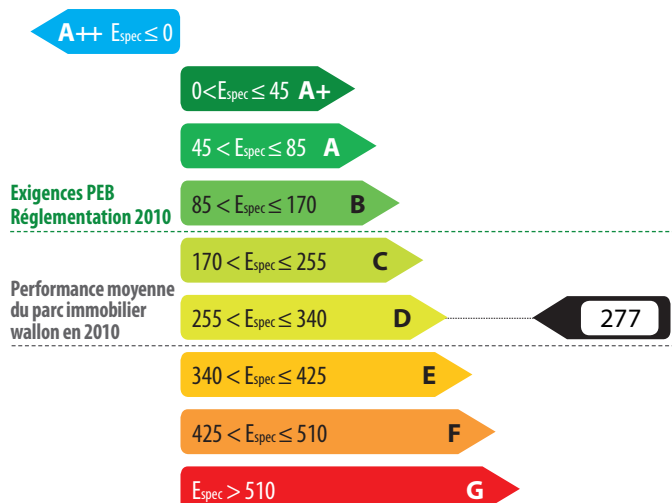 A++ Espec ≤ 0
0<Espec ≤ 45 A+
45 < Espec ≤ 85 A
Exigences PEB
Réglementation 2010
85 < Espec ≤ 170 B
170 < Espec ≤ 255 C
Performance moyenne
du parc immobilier
wallon en 2010
255 < Espec ≤ 340 D
277
340 < Espec ≤ 425 E
425 < Espec ≤ 510 F
Espec > 510 G